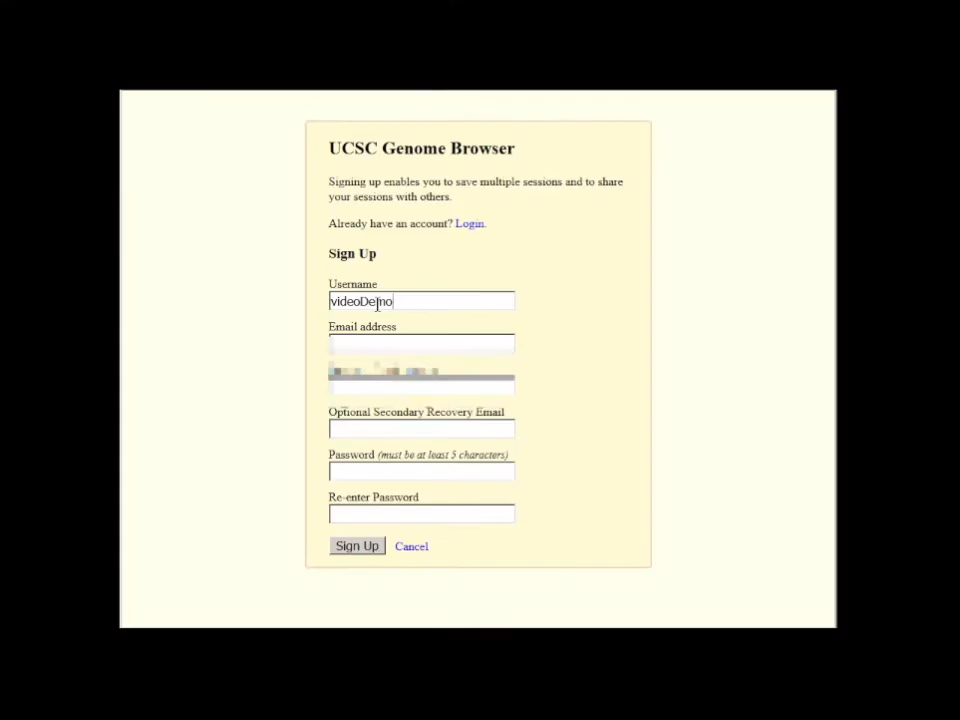 UCSC Genome Browser
Signing up enables you to save multiple sessions and to share
your sessions with others.
Already have an account? Login.
Sign Up
Username
videoDemo
Email address
Optional Secondary Recovery Email
Password (must be at least 5 characters)
Re-enter Password
Sign Up Cancel